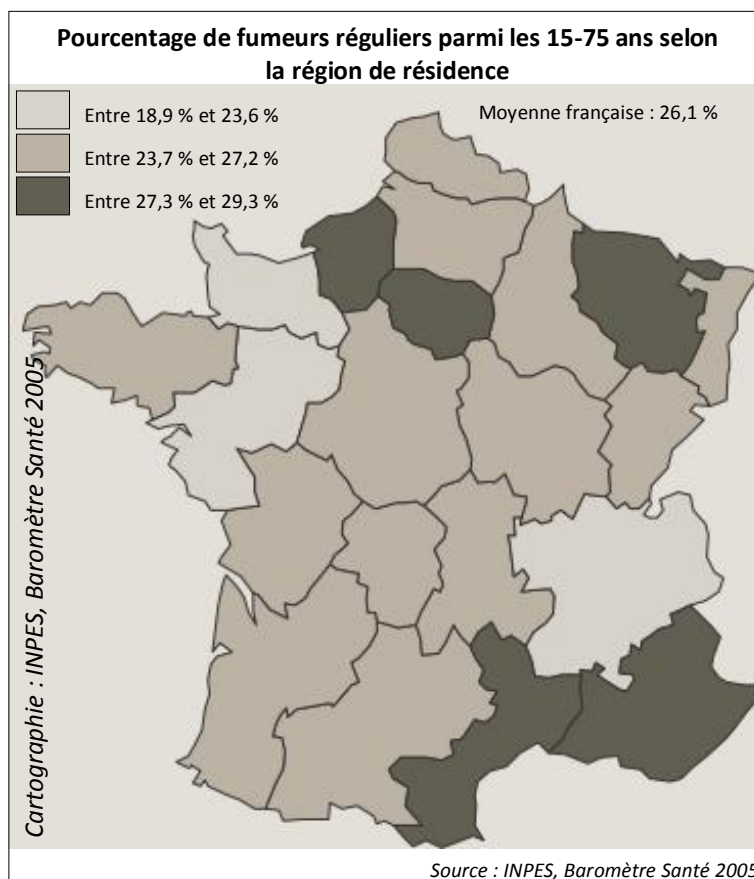 Pourcentage de fumeurs réguliers parmi les 15-75 ans selon
la région de résidence
Entre 18,9 % et 23,6 %
Moyenne française : 26,1 %
Entre 23,7 % et 27,2 %
Entre 27,3 % et 29,3 %
Cartographie : INPES, Baromètre Santé 2005
Source : INPES, Baromètre Santé 2005